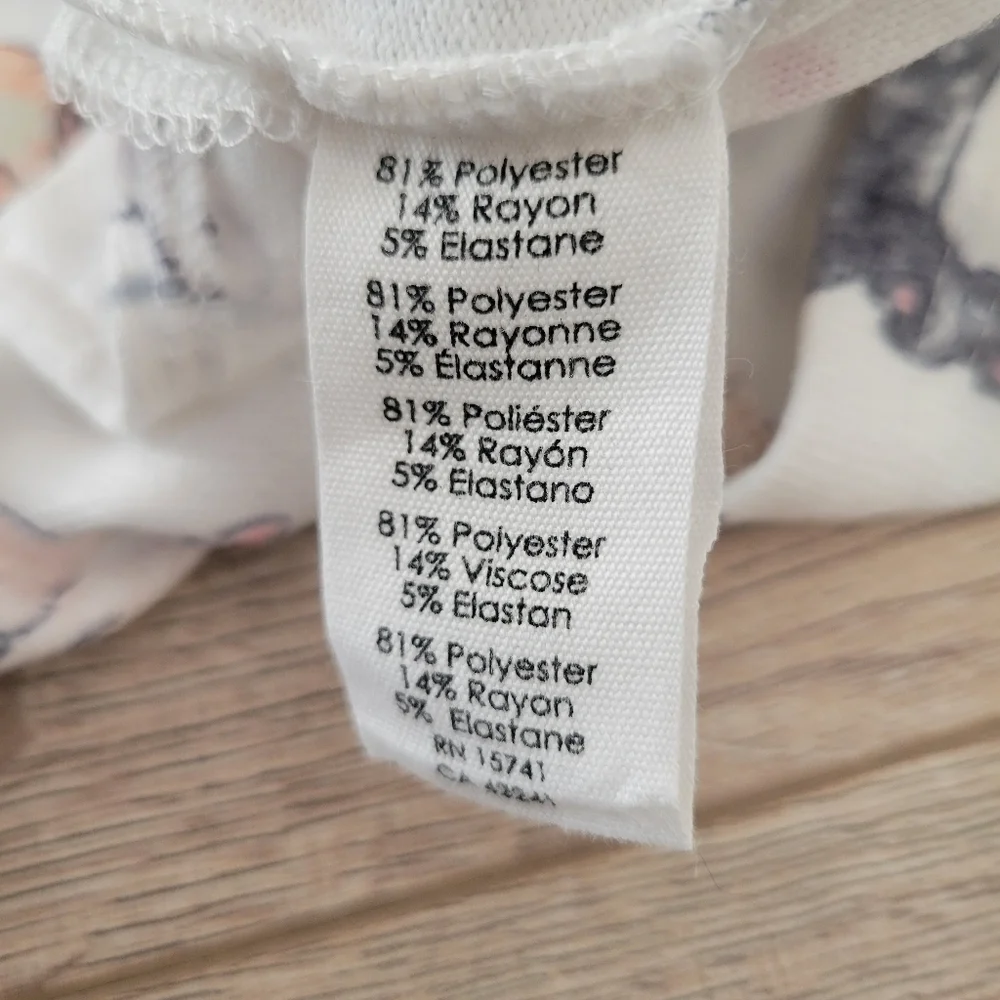 81% Polyester
14% Rayon
5% Elastane
81% Polyester
14% Rayonne
5% Élastanne
81% Poliéster
14% Rayón
5% Elastano
81% Polyester
14% Viscose
5% Elastan
81% Polyester
14% Rayon
5% Elastane
RN 15741
CA